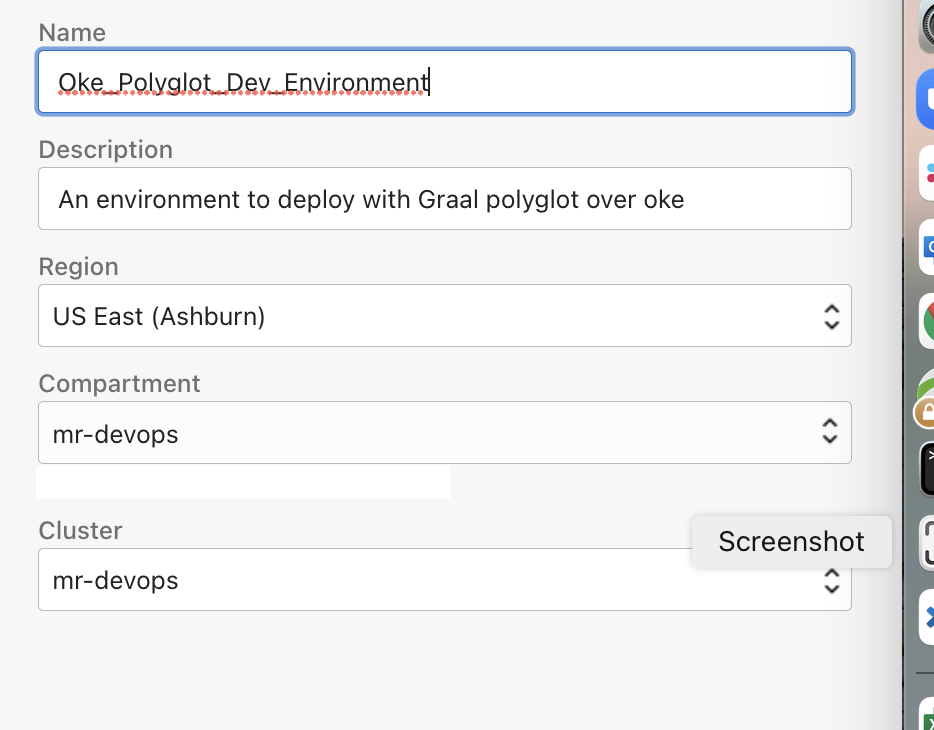 Name
Oke_Polyglot_Dev_Environment
Description
An environment to deploy with Graal polyglot over oke
Region
US East (Ashburn)
Compartment
mr-devops
Cluster
Screenshot
mr-devops